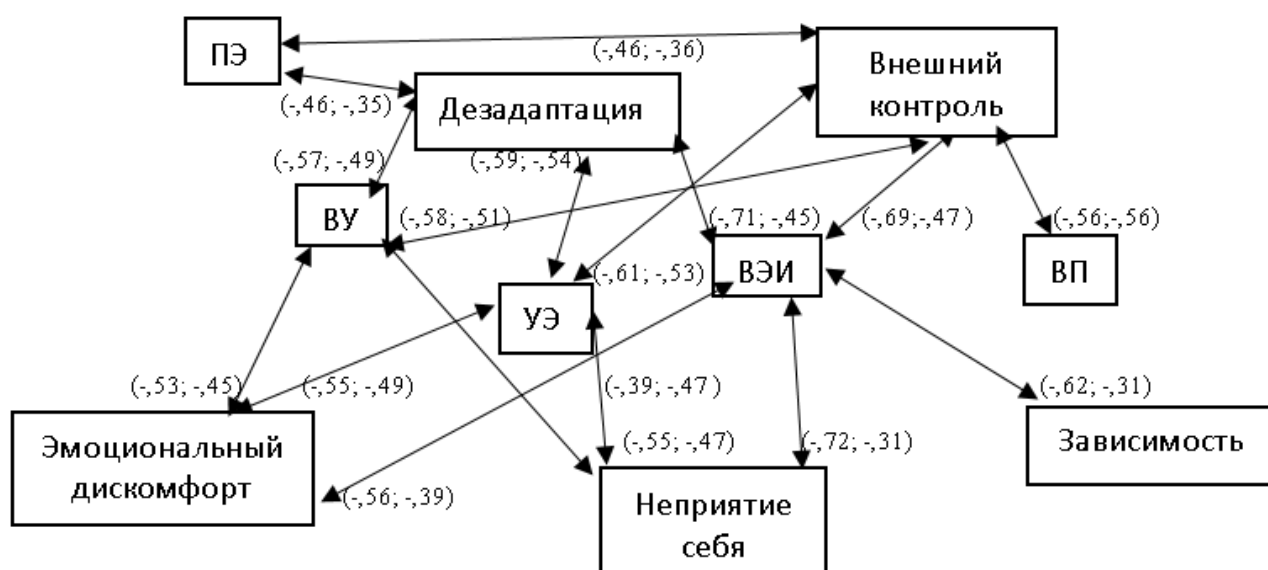 ПЭ
(-,46; -,36)
Внешний
контроль
(-,46; -,35)
Дезадаптация
(-,57; -,49)
(-,59; -,54)
ВУ
(-,58; -,51)
(-,71; -,45)
(-,69;-,47 )
(-,56;-,56)
(-,61; -,53)
ВЭИ
ВП
УЭ
(-,53; -,45)
(-,55; -,49)
(-,39; -,47 )
(-,62; -,31)
Эмоциональный
дискомфорт
(-,55; -,47)
(-,72; -,31)
Зависимость
(-,56; -,39)
Неприятие
себя